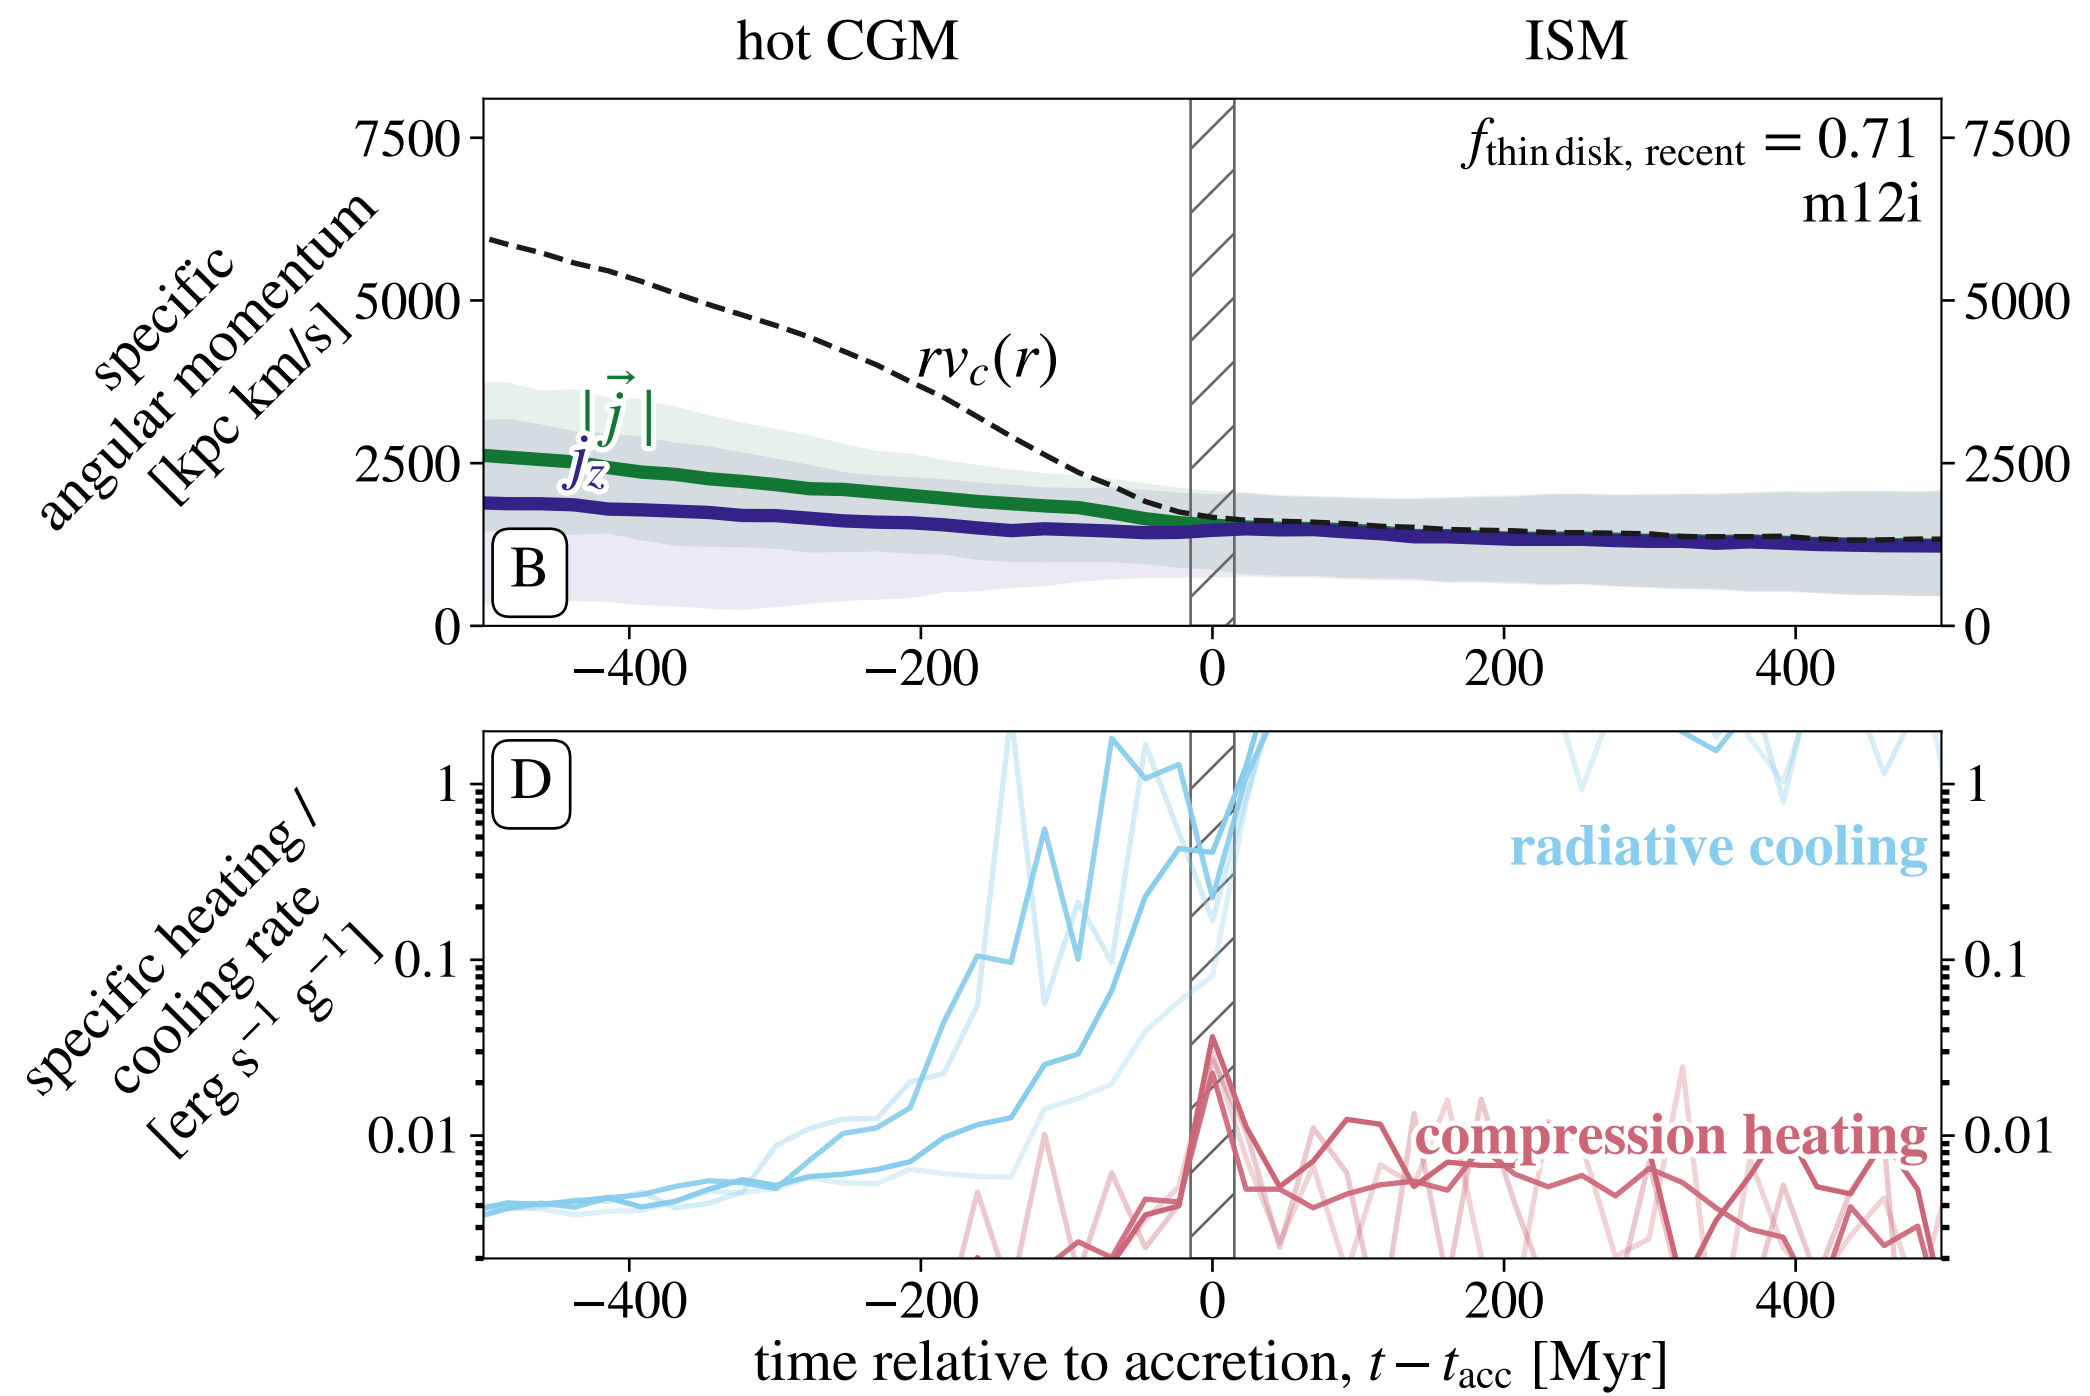 hot CGM
ISM
specific
angular momentum
[kpc km/s]
7500
5000
2500
0
f_thin disk, recent = 0.71
m12i
rv_c(r)
|j⃗|
j_z
B
7500
5000
2500
0
−400
−200
0
200
400
specific heating /
cooling rate
[erg s⁻¹ g⁻¹]
1
0.1
0.01
D
radiative cooling
compression heating
1
0.1
0.01
−400
−200
0
200
400
time relative to accretion, t − t_acc [Myr]